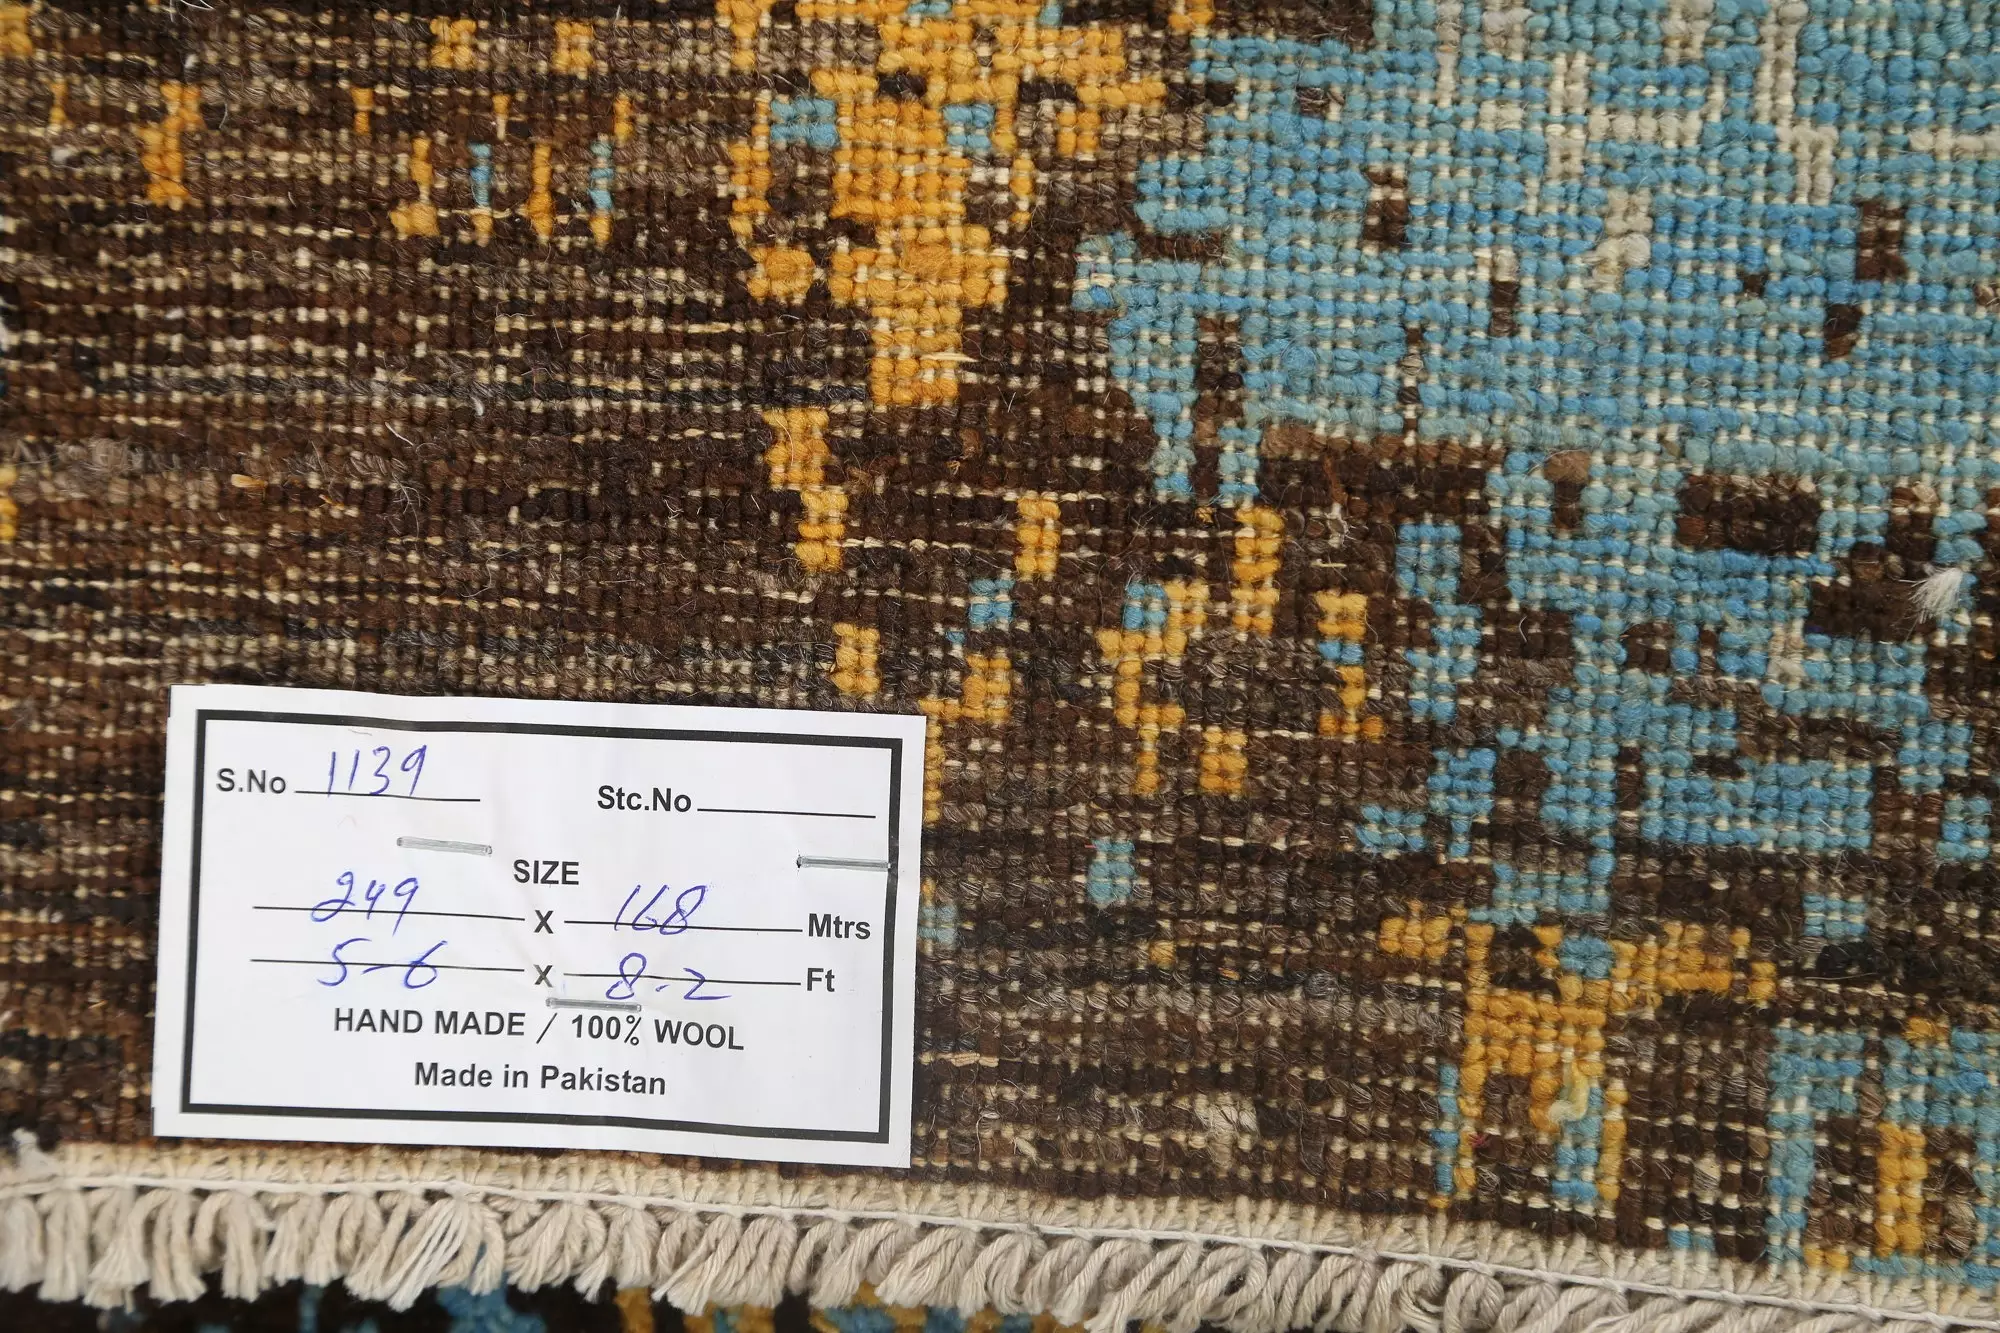 S.No 1139 Stc.No
SIZE
249 X 168 Mtrs
5-6 X 8.2 Ft
HAND MADE / 100% WOOL
Made in Pakistan